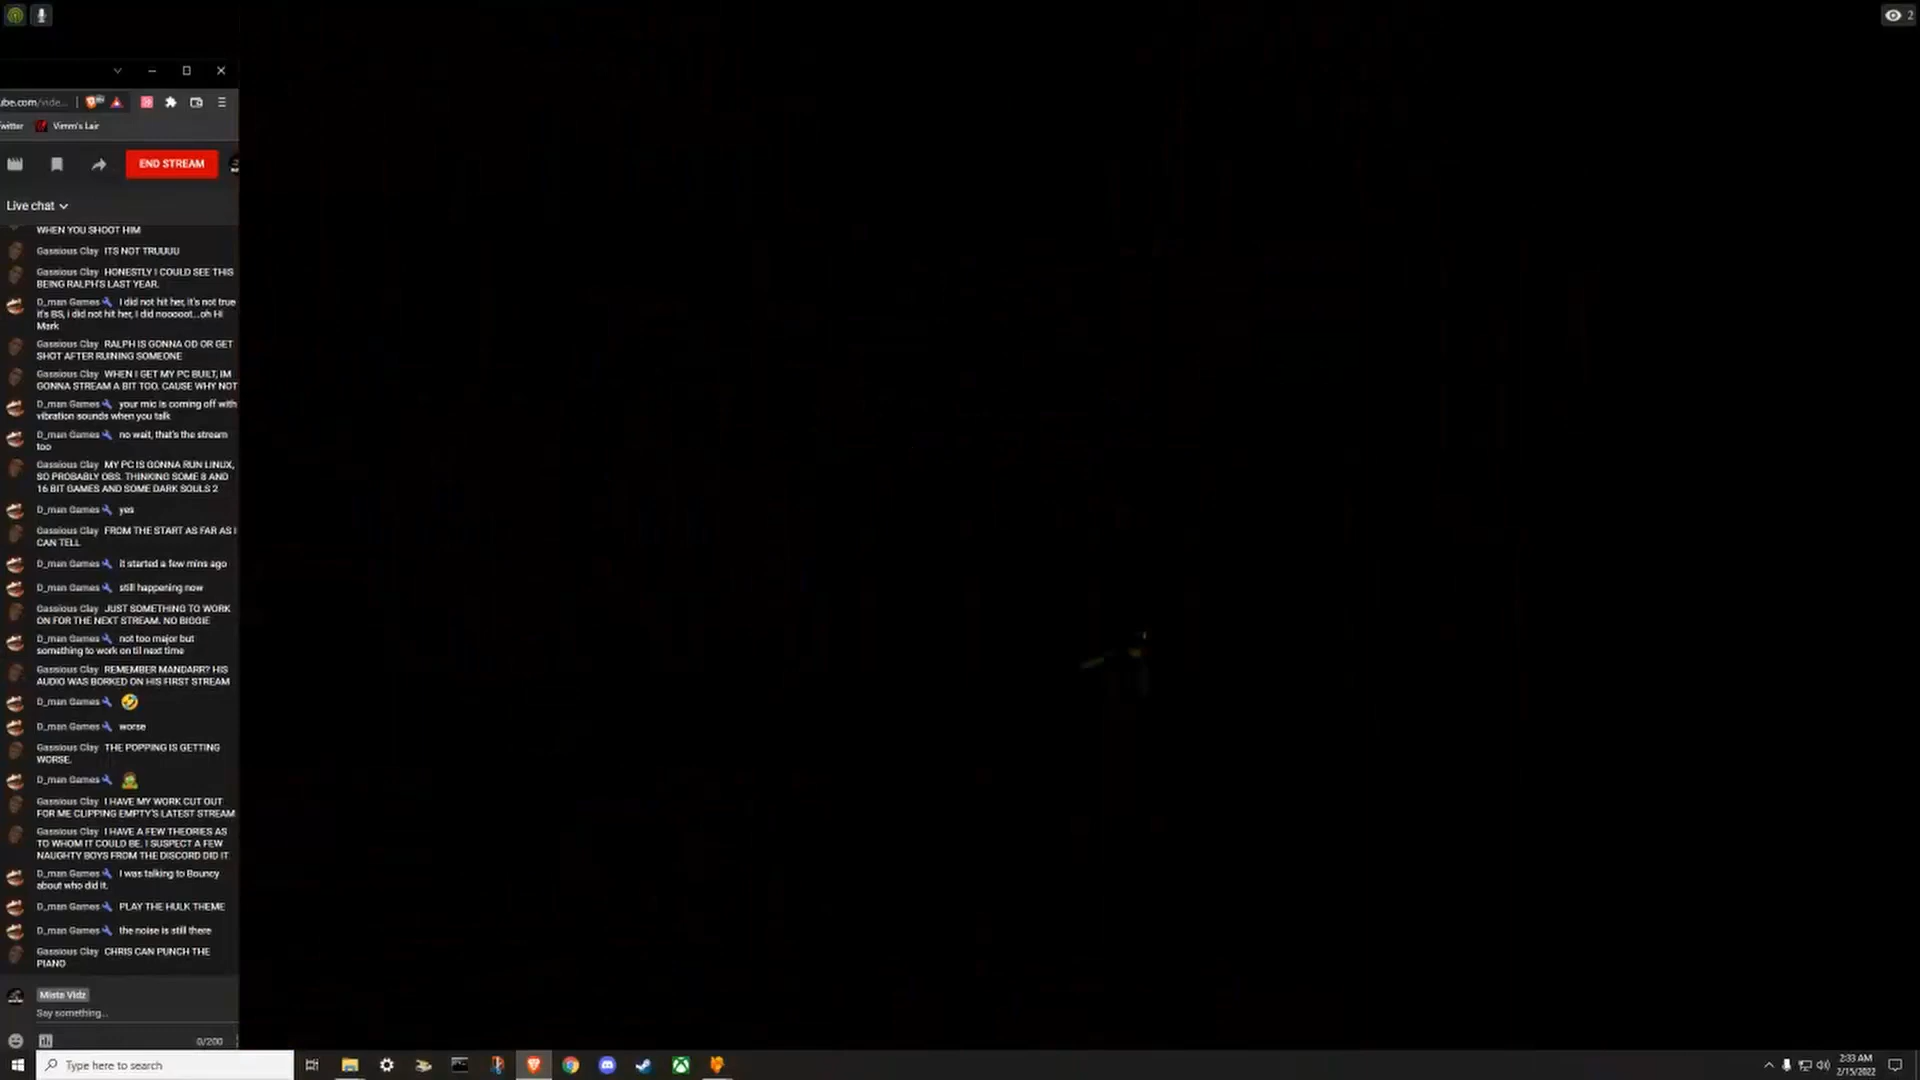 2
ube.com/vide...
Twitter Vimm's Lair
END STREAM
Live chat
WHEN YOU SHOOT HIM
Gassious Clay ITS NOT TRUUUU
Gassious Clay HONESTLY I COULD SEE THIS
BEING RALPH'S LAST YEAR.
D_man Games I did not hit her, it's not true
it's BS, i did not hit her, I did nooooot...oh Hi
Mark
Gassious Clay RALPH IS GONNA OD OR GET
SHOT AFTER RUINING SOMEONE
Gassious Clay WHEN I GET MY PC BUILT, IM
GONNA STREAM A BIT TOO. CAUSE WHY NOT
D_man Games your mic is coming off with
vibration sounds when you talk
D_man Games no wait, that's the stream
too
Gassious Clay MY PC IS GONNA RUN LINUX,
SO PROBABLY OBS. THINKING SOME 8 AND
16 BIT GAMES AND SOME DARK SOULS 2
D_man Games yes
Gassious Clay FROM THE START AS FAR AS I
CAN TELL
D_man Games it started a few mins ago
D_man Games still happening now
Gassious Clay JUST SOMETHING TO WORK
ON FOR THE NEXT STREAM. NO BIGGIE
D_man Games not too major but
something to work on til next time
Gassious Clay REMEMBER MANDARR? HIS
AUDIO WAS BORKED ON HIS FIRST STREAM
D_man Games 🤣
D_man Games worse
Gassious Clay THE POPPING IS GETTING
WORSE.
D_man Games
Gassious Clay I HAVE MY WORK CUT OUT
FOR ME CLIPPING EMPTY'S LATEST STREAM
Gassious Clay I HAVE A FEW THEORIES AS
TO WHOM IT COULD BE. I SUSPECT A FEW
NAUGHTY BOYS FROM THE DISCORD DID IT
D_man Games I was talking to Bouncy
about who did it.
D_man Games PLAY THE HULK THEME
D_man Games the noise is still there
Gassious Clay CHRIS CAN PUNCH THE
PIANO
Mista Vidz
Say something...
0/200
Type here to search
2:33 AM
2/15/2022